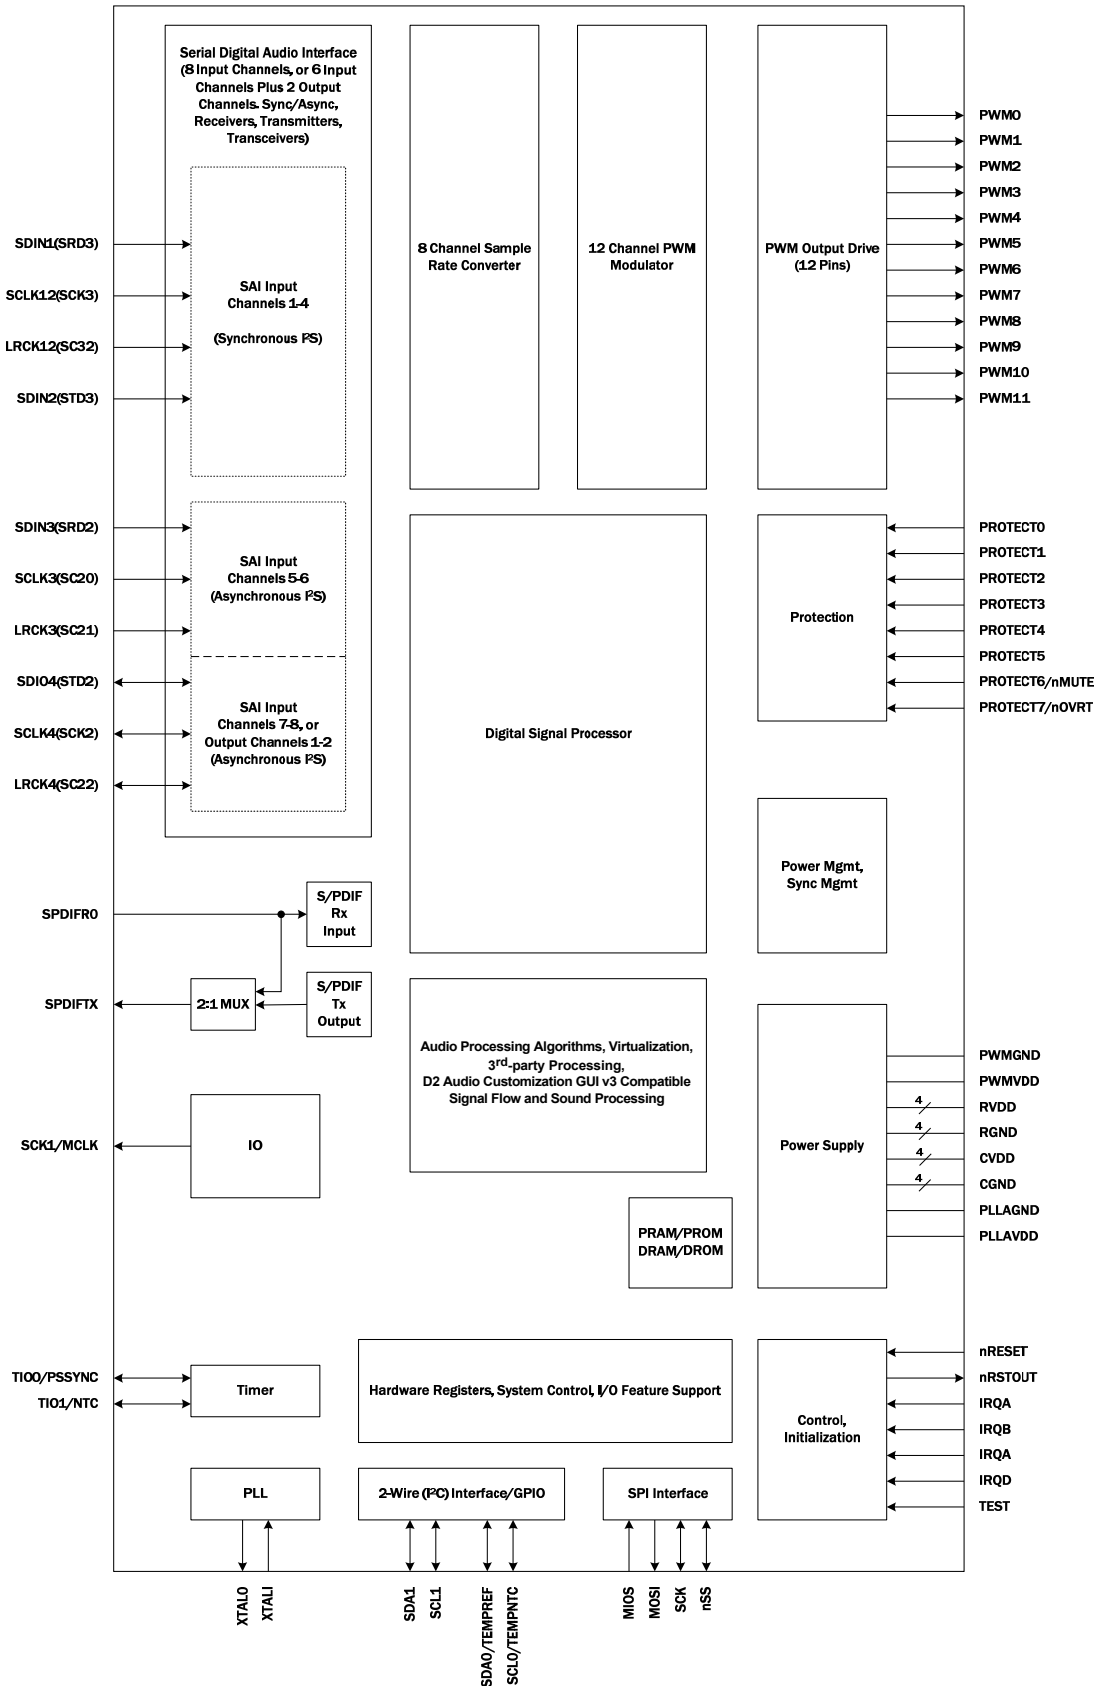 Serial Digital Audio Interface
(8 Input Channels, or 6 Input
Channels Plus 2 Output
Channels. Sync/Async,
Receivers, Transmitters,
Transceivers)
SDIN1(SRD3)
SCLK12(SCK3)
LRCK12(SC32)
SDIN2(STD3)
SAI Input
Channels 1-4
(Synchronous I²S)
SDIN3(SRD2)
SCLK3(SC20)
LRCK3(SC21)
SAI Input
Channels 5-6
(Asynchronous I²S)
SDIO4(STD2)
SCLK4(SCK2)
LRCK4(SC22)
SAI Input
Channels 7-8, or
Output Channels 1-2
(Asynchronous I²S)
8 Channel Sample
Rate Converter
12 Channel PWM
Modulator
PWM Output Drive
(12 Pins)
PWM0
PWM1
PWM2
PWM3
PWM4
PWM5
PWM6
PWM7
PWM8
PWM9
PWM10
PWM11
Digital Signal Processor
Protection
PROTECT0
PROTECT1
PROTECT2
PROTECT3
PROTECT4
PROTECT5
PROTECT6/nMUTE
PROTECT7/nOVRT
Power Mgmt,
Sync Mgmt
SPDIFR0
S/PDIF
Rx
Input
SPDIFTX
2:1 MUX
S/PDIF
Tx
Output
Audio Processing Algorithms, Virtualization,
3rd-party Processing,
D2 Audio Customization GUI v3 Compatible
Signal Flow and Sound Processing
SCK1/MCLK
IO
Power Supply
PWMGND
PWMVDD
4
RVDD
4
RGND
4
CVDD
4
CGND
PLLAGND
PLLAVDD
PRAM/PROM
DRAM/DROM
TIO0/PSSYNC
TIO1/NTC
Timer
Hardware Registers, System Control, I/O Feature Support
Control,
Initialization
nRESET
nRSTOUT
IRQA
IRQB
IRQA
IRQD
TEST
PLL
2-Wire (I²C) Interface/GPIO
SPI Interface
XTALO
XTALI
SDA1
SCL1
SDA0/TEMPREF
SCL0/TEMPNTC
MIOS
MOSI
SCK
nSS